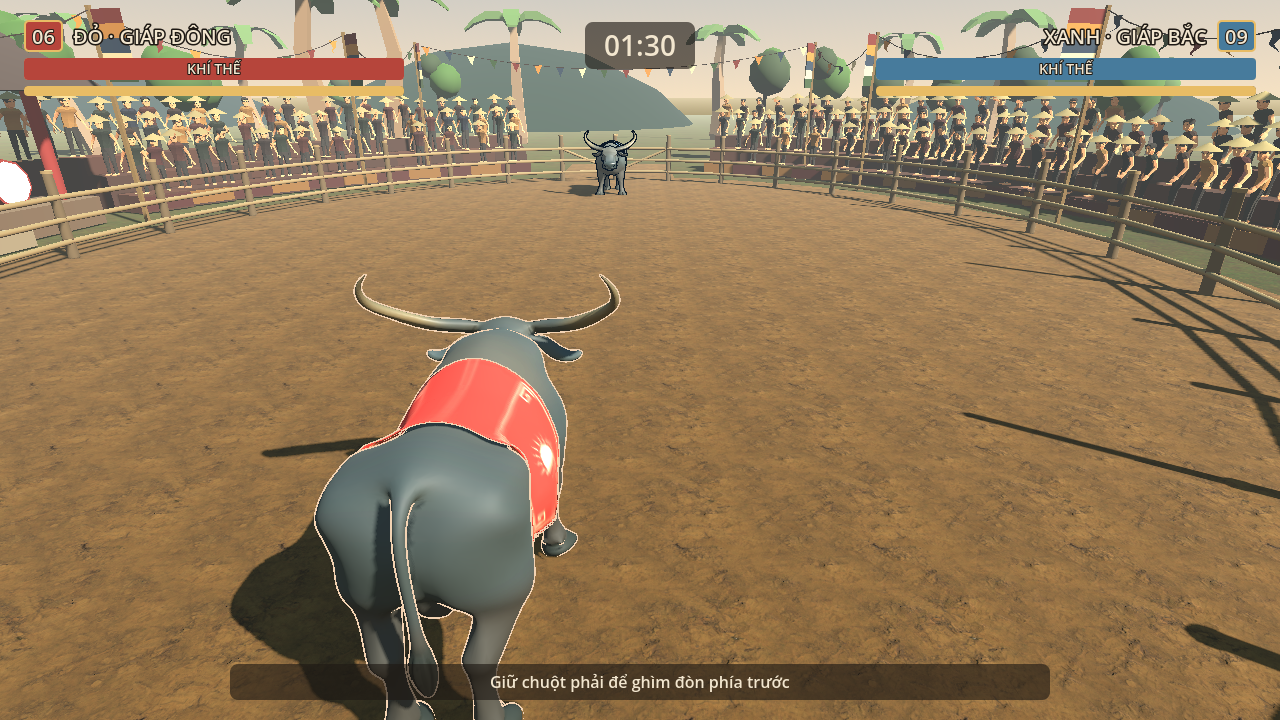 06 ĐỎ · GIÁP ĐÔNG
KHÍ THẾ
01:30
XANH · GIÁP BẮC 09
KHÍ THẾ
Giữ chuột phải để ghìm đòn phía trước